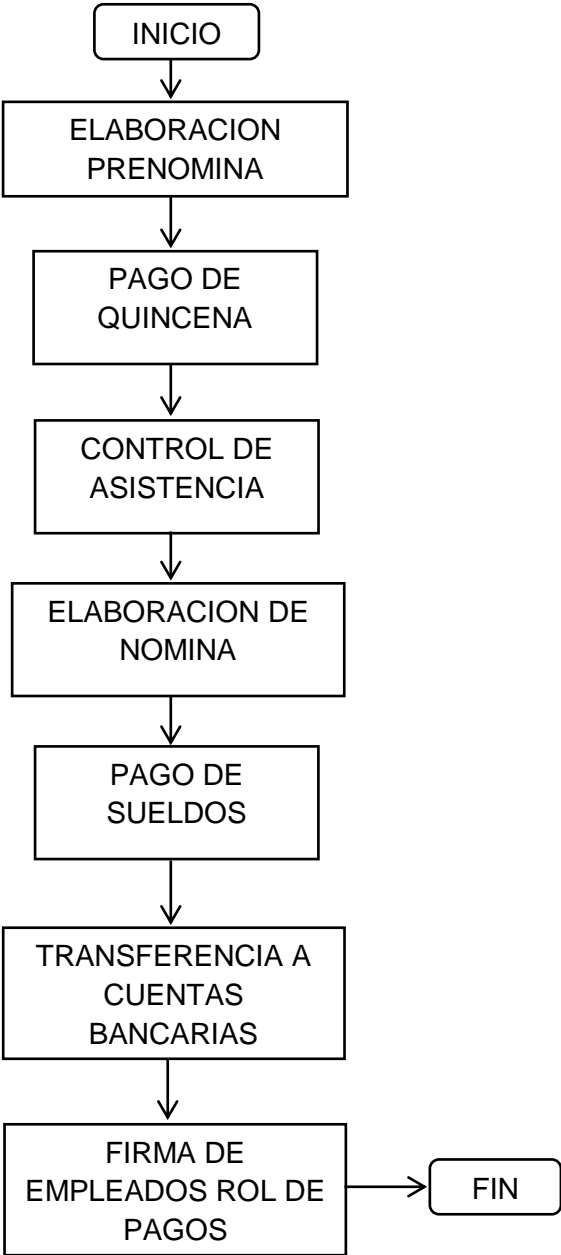 INICIO
ELABORACION
PRENOMINA
PAGO DE
QUINCENA
CONTROL DE
ASISTENCIA
ELABORACION DE
NOMINA
PAGO DE
SUELDOS
TRANSFERENCIA A
CUENTAS
BANCARIAS
FIRMA DE
EMPLEADOS ROL DE
PAGOS
FIN